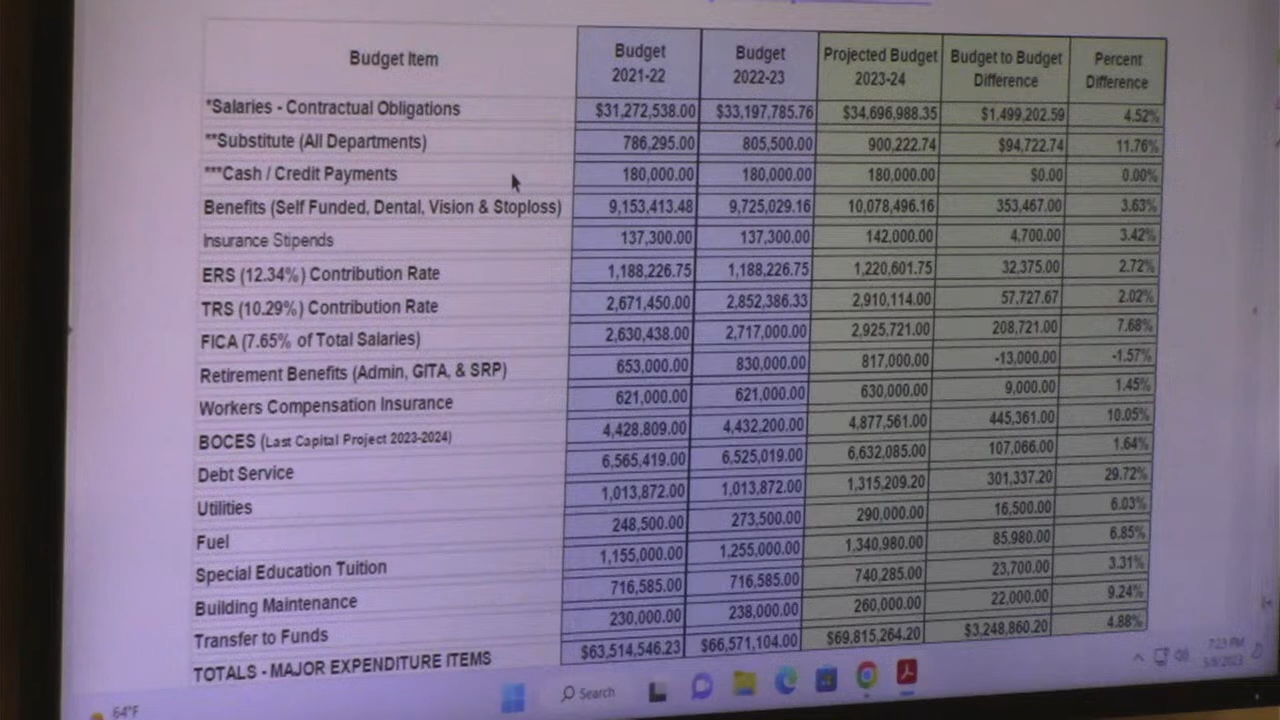 Budget Item Budget 2021-22 Budget 2022-23 Projected Budget 2023-24 Budget to Budget Difference Percent Difference
*Salaries - Contractual Obligations $31,272,538.00 $33,197,785.76 $34,696,988.35 $1,499,202.59 4.52%
**Substitute (All Departments) 786,295.00 805,500.00 900,222.74 $94,722.74 11.76%
***Cash / Credit Payments 180,000.00 180,000.00 180,000.00 $0.00 0.00%
Benefits (Self Funded, Dental, Vision & Stoploss) 9,153,413.48 9,725,029.16 10,078,496.16 353,467.00 3.63%
Insurance Stipends 137,300.00 137,300.00 142,000.00 4,700.00 3.42%
ERS (12.34%) Contribution Rate 1,188,226.75 1,188,226.75 1,220,601.75 32,375.00 2.72%
TRS (10.29%) Contribution Rate 2,671,450.00 2,852,386.33 2,910,114.00 57,727.67 2.02%
FICA (7.65% of Total Salaries) 2,630,438.00 2,717,000.00 2,925,721.00 208,721.00 7.68%
Retirement Benefits (Admin, GITA, & SRP) 653,000.00 830,000.00 817,000.00 -13,000.00 -1.57%
Workers Compensation Insurance 621,000.00 621,000.00 630,000.00 9,000.00 1.45%
BOCES (Last Capital Project 2023-2024) 4,428,809.00 4,432,200.00 4,877,561.00 445,361.00 10.05%
Debt Service 6,565,419.00 6,525,019.00 6,632,085.00 107,066.00 1.64%
Utilities 1,013,872.00 1,013,872.00 1,315,209.20 301,337.20 29.72%
Fuel 248,500.00 273,500.00 290,000.00 16,500.00 6.03%
Special Education Tuition 1,155,000.00 1,255,000.00 1,340,980.00 85,980.00 6.85%
Building Maintenance 716,585.00 716,585.00 740,285.00 23,700.00 3.31%
Transfer to Funds 230,000.00 238,000.00 260,000.00 22,000.00 9.24%
TOTALS - MAJOR EXPENDITURE ITEMS $63,514,546.23 $66,571,104.00 $69,815,264.20 $3,248,860.20 4.88%
64°F Search 7:23 PM
5/8/2023